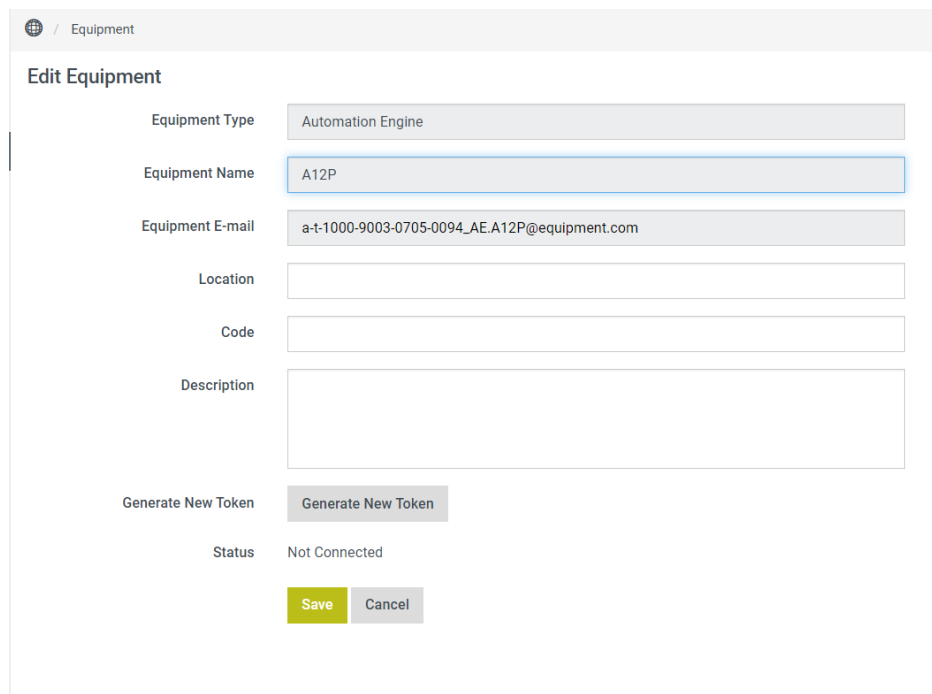 / Equipment
Edit Equipment
Equipment Type Automation Engine
Equipment Name A12P
Equipment E-mail a-t-1000-9003-0705-0094_AE.A12P@equipment.com
Location
Code
Description
Generate New Token Generate New Token
Status Not Connected
Save Cancel